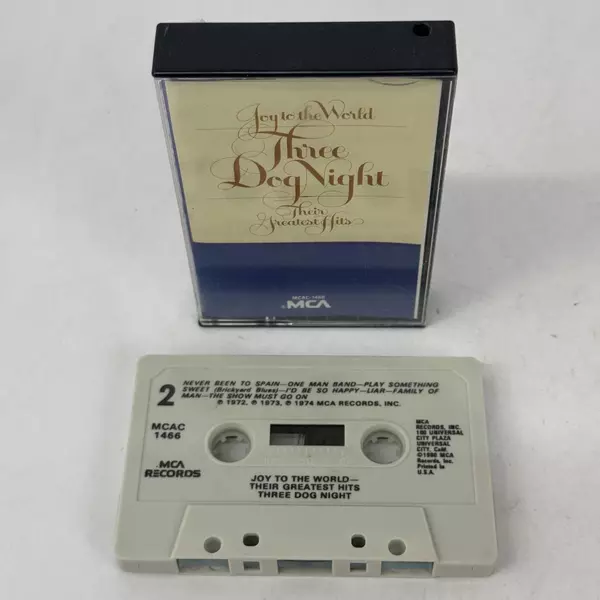 Joy to the World
Three
Dog Night
Their
Greatest Hits
MCAC-1466
MCA
2
NEVER BEEN TO SPAIN—ONE MAN BAND—PLAY SOMETHING
SWEET (Brickyard Blues)—I'D BE SO HAPPY—LIAR—FAMILY OF
MAN—THE SHOW MUST GO ON
℗ 1972, ℗ 1973, ℗ 1974 MCA RECORDS, INC.
MCAC
1466
MCA
RECORDS
MCA
RECORDS, INC.
100 UNIVERSAL
CITY PLAZA
UNIVERSAL
CITY, Calif.
©1980 MCA
Records, Inc.
Printed in
U.S.A.
JOY TO THE WORLD—
THEIR GREATEST HITS
THREE DOG NIGHT